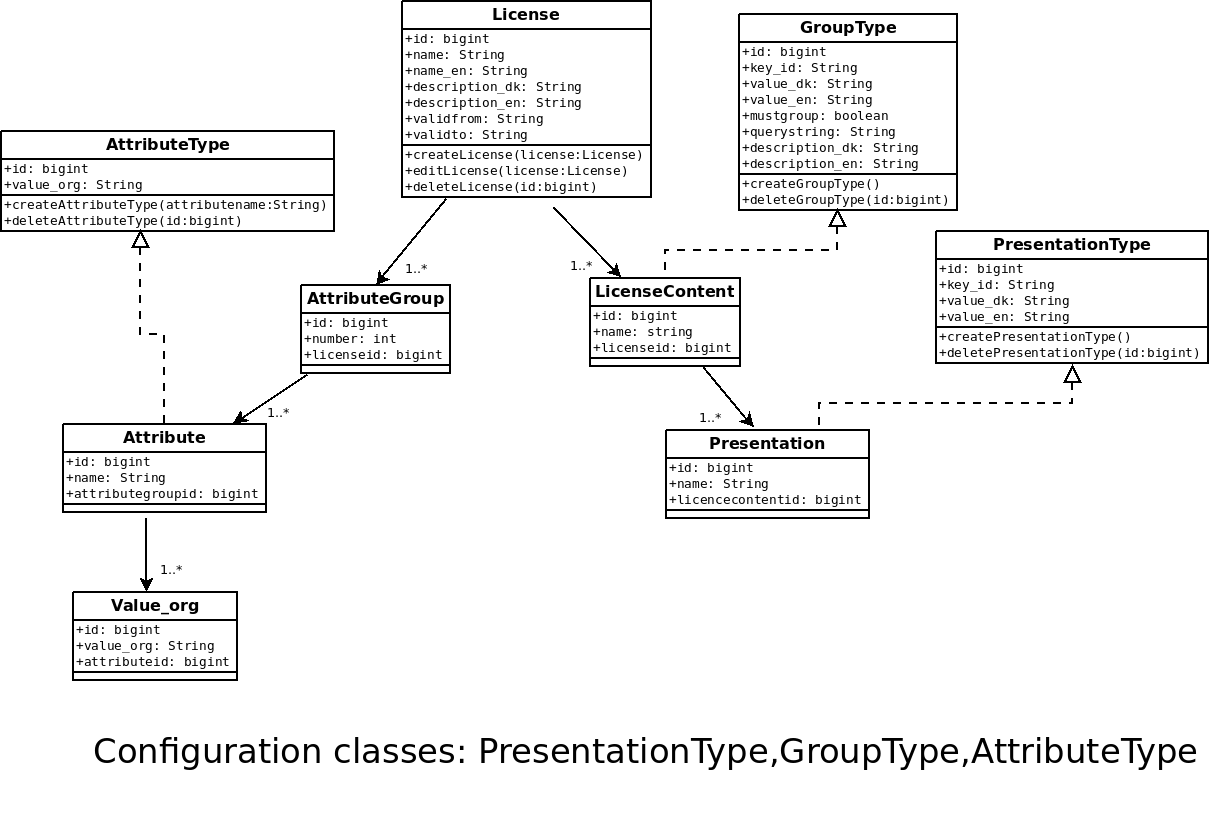 License
+id: bigint
+name: String
+name_en: String
+description_dk: String
+description_en: String
+validfrom: String
+validto: String
+createLicense(license:License)
+editLicense(license:License)
+deleteLicense(id:bigint)
GroupType
+id: bigint
+key_id: String
+value_dk: String
+value_en: String
+mustgroup: boolean
+querystring: String
+description_dk: String
+description_en: String
+createGroupType()
+deleteGroupType(id:bigint)
AttributeType
+id: bigint
+value_org: String
+createAttributeType(attributename:String)
+deleteAttributeType(id:bigint)
PresentationType
+id: bigint
+key_id: String
+value_dk: String
+value_en: String
+createPresentationType()
+deletePresentationType(id:bigint)
1..*
1..*
AttributeGroup
+id: bigint
+number: int
+licenseid: bigint
LicenseContent
+id: bigint
+name: string
+licenseid: bigint
1..*
1..*
Attribute
+id: bigint
+name: String
+attributegroupid: bigint
Presentation
+id: bigint
+name: String
+licencecontentid: bigint
1..*
Value_org
+id: bigint
+value_org: String
+attributeid: bigint
Configuration classes: PresentationType,GroupType,AttributeType